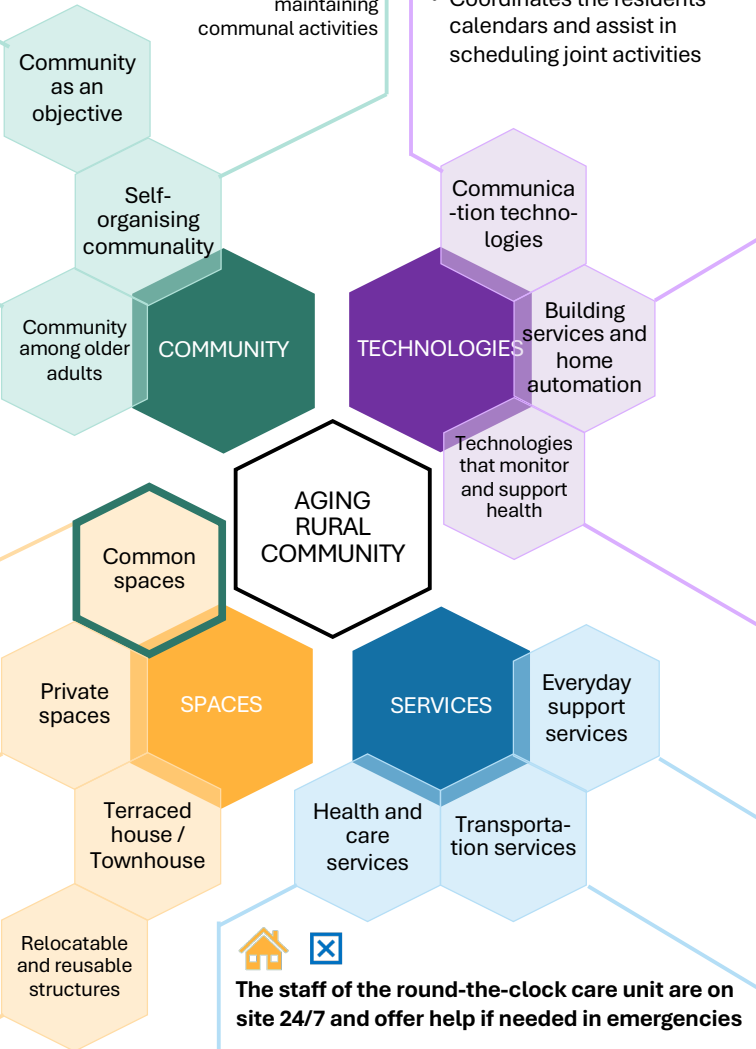 maintaining
communal activities
Coordinates the residents
calendars and assist in
scheduling joint activities
Community
as an
objective
Self-
organising
communality
Community
among older
adults
COMMUNITY
TECHNOLOGIES
Communica
-tion techno-
logies
Building
services and
home
automation
Technologies
that monitor
and support
health
AGING
RURAL
COMMUNITY
Common
spaces
Private
spaces
SPACES
Terraced
house /
Townhouse
Relocatable
and reusable
structures
SERVICES
Everyday
support
services
Health and
care
services
Transporta-
tion services
The staff of the round-the-clock care unit are on
site 24/7 and offer help if needed in emergencies